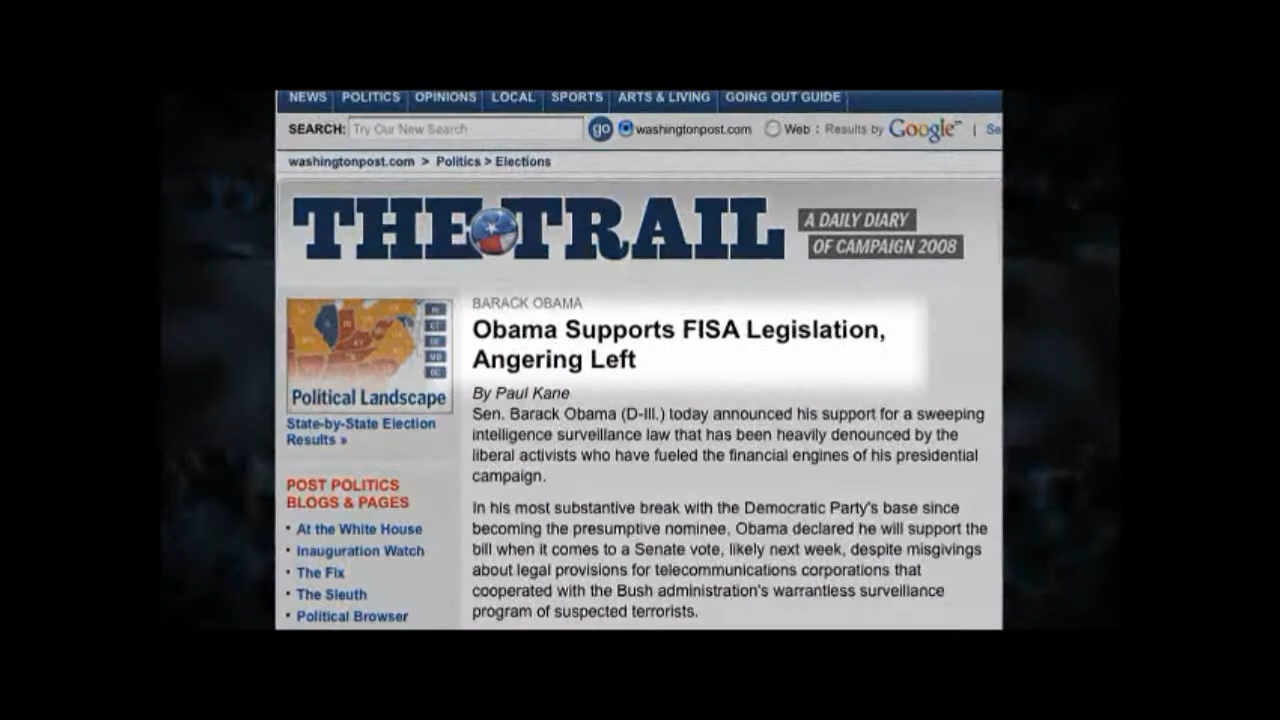 NEWS POLITICS OPINIONS LOCAL SPORTS ARTS & LIVING GOING OUT GUIDE
SEARCH: Try Our New Search go washingtonpost.com Web : Results by Google™ | Se
washingtonpost.com > Politics > Elections
THE TRAIL
A DAILY DIARY
OF CAMPAIGN 2008
Political Landscape
State-by-State Election
Results »
POST POLITICS
BLOGS & PAGES
• At the White House
• Inauguration Watch
• The Fix
• The Sleuth
• Political Browser
BARACK OBAMA
Obama Supports FISA Legislation,
Angering Left
By Paul Kane
Sen. Barack Obama (D-Ill.) today announced his support for a sweeping
intelligence surveillance law that has been heavily denounced by the
liberal activists who have fueled the financial engines of his presidential
campaign.
In his most substantive break with the Democratic Party's base since
becoming the presumptive nominee, Obama declared he will support the
bill when it comes to a Senate vote, likely next week, despite misgivings
about legal provisions for telecommunications corporations that
cooperated with the Bush administration's warrantless surveillance
program of suspected terrorists.